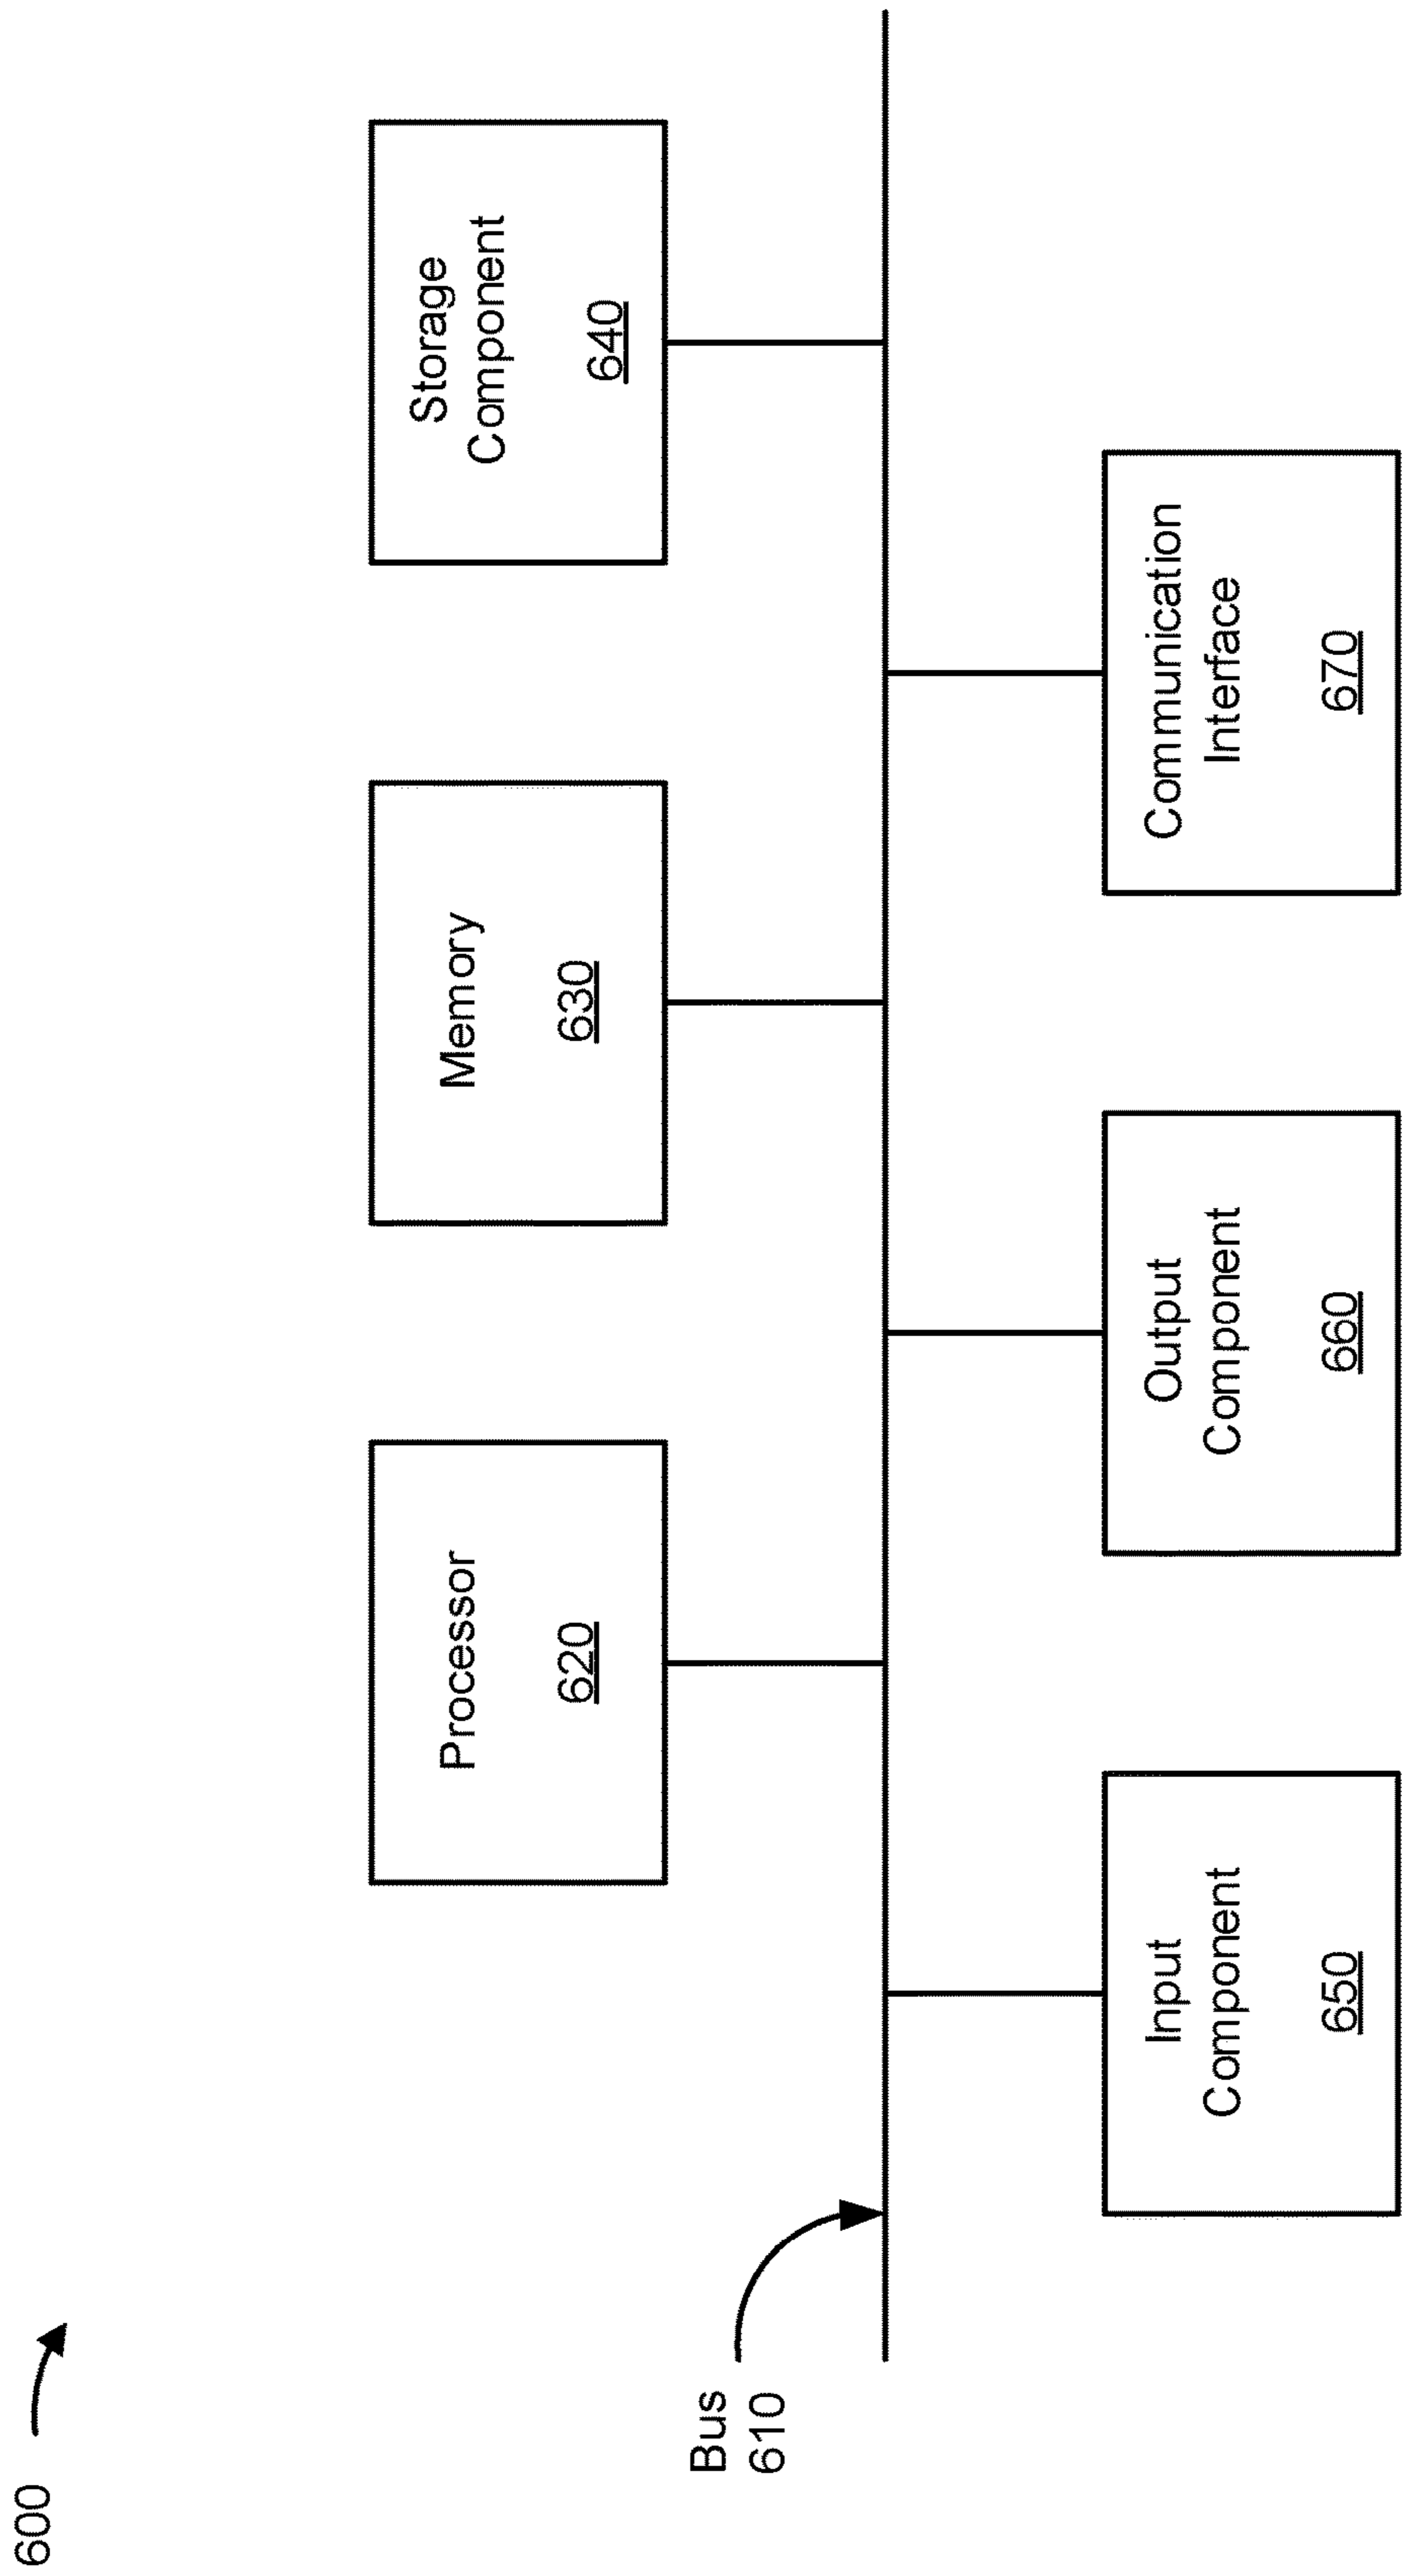 600
Bus
610
Processor
620
Memory
630
Storage
Component
640
Input
Component
650
Output
Component
660
Communication
Interface
670